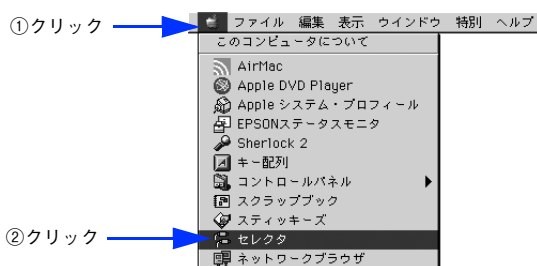 ①クリック
ファイル 編集 表示 ウインドウ 特別 ヘルプ
このコンピュータについて
AirMac
Apple DVD Player
Apple システム・プロフィール
EPSONステータスモニタ
Sherlock 2
キー配列
コントロールパネル
スクラップブック
スティッキーズ
②クリック
セレクタ
ネットワークブラウザ